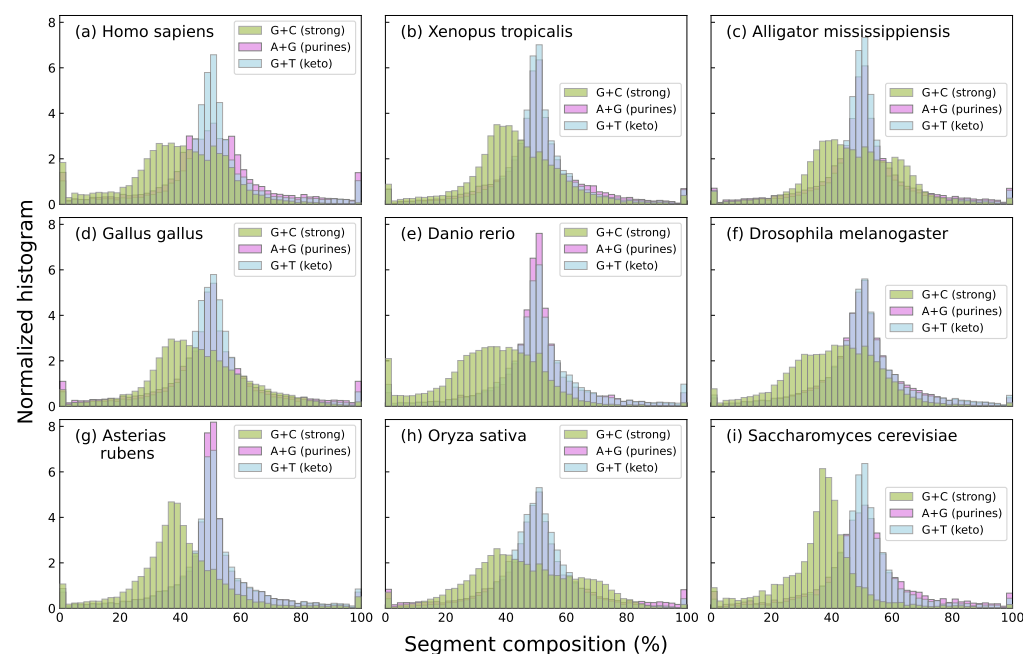 Normalized histogram
8
6
4
2
0
(a) Homo sapiens
G+C (strong)
A+G (purines)
G+T (keto)
(b) Xenopus tropicalis
G+C (strong)
A+G (purines)
G+T (keto)
(c) Alligator mississippiensis
G+C (strong)
A+G (purines)
G+T (keto)
8
6
4
2
0
(d) Gallus gallus
G+C (strong)
A+G (purines)
G+T (keto)
(e) Danio rerio
G+C (strong)
A+G (purines)
G+T (keto)
(f) Drosophila melanogaster
G+C (strong)
A+G (purines)
G+T (keto)
8
6
4
2
0
(g) Asterias
rubens
G+C (strong)
A+G (purines)
G+T (keto)
(h) Oryza sativa
G+C (strong)
A+G (purines)
G+T (keto)
(i) Saccharomyces cerevisiae
G+C (strong)
A+G (purines)
G+T (keto)
0 20 40 60 80 100
0 20 40 60 80 100
0 20 40 60 80 100
Segment composition (%)